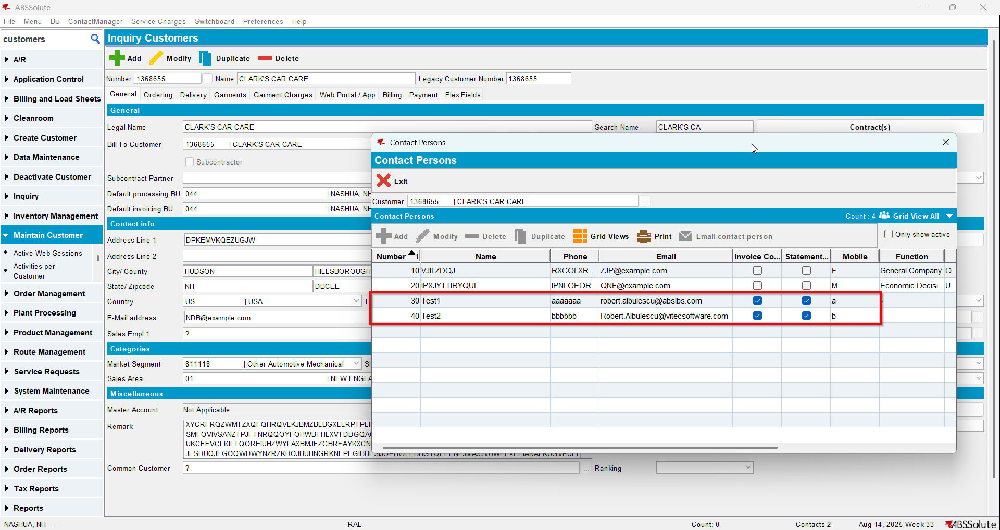 ABSSolute
File Menu BU ContactManager Service Charges Switchboard Preferences Help
customers
A/R
Application Control
Billing and Load Sheets
Cleanroom
Create Customer
Data Maintenance
Deactivate Customer
Inquiry
Inventory Management
Maintain Customer
Active Web Sessions
Activities per
Customer
Order Management
Plant Processing
Product Management
Route Management
Service Requests
System Maintenance
A/R Reports
Billing Reports
Delivery Reports
Order Reports
Tax Reports
Reports
Inquiry Customers
Add Modify Duplicate Delete
Number 1368655 ... Name CLARK'S CAR CARE Legacy Customer Number 1368655
General Ordering Delivery Garments Garment Charges Web Portal / App Billing Payment Flex Fields
General
Legal Name CLARK'S CAR CARE Search Name CLARK'S CA Contract(s)
Bill To Customer 1368655 | CLARK'S CAR CARE
Subcontractor
Subcontract Partner
Default processing BU 044 | NASHUA, NH
Default invoicing BU 044 | NASHUA, NH
Contact info
Address Line 1 DPKEMVKQEZUGJW
Address Line 2
City/ County HUDSON HILLSBOROUGH
State/ Zipcode NH DBCEE
Country US | USA T
E-Mail address NDB@example.com ...
Sales Empl.1 ? ...
Categories
Market Segment 811118 | Other Automotive Mechanical
Sales Area 01 | NEW ENGLA
Miscellaneous
Master Account Not Applicable
Remark XYCRFRQZWMTZXQFQHRQVLKJBMZBLBGXLLRPTPLI
SMFOVIVSANZTPJFTNRQQOYFOHWBTHLXVTDDGQA
UKCFFVCLKILTQOREIUHZWYLAXBMJFZGBRFAYKXCN
Common Customer ? ... Ranking
Contact Persons
Contact Persons
Exit
Customer 1368655 | CLARK'S CAR CARE ...
Contact Persons Count : 4 Grid View All
Add Modify Delete Duplicate Grid Views Print Email contact person Only show active
Number 1 Name Phone Email Invoice Co... Statement... Mobile Function
10 VJILZDQJ RXCOLXR... ZJP@example.com F General Company O
20 IPXJYTTIRYQUL IPNLOEOR... QNF@example.com M Economic Decisi... U
30 Test1 aaaaaaa robert.albulescu@abslbs.com a
40 Test2 bbbbbb Robert.Albulescu@vitecsoftware.com b
NASHUA, NH - - RAL Count: 0 Contacts 2 Aug 14, 2025 Week 33 ABSSolute